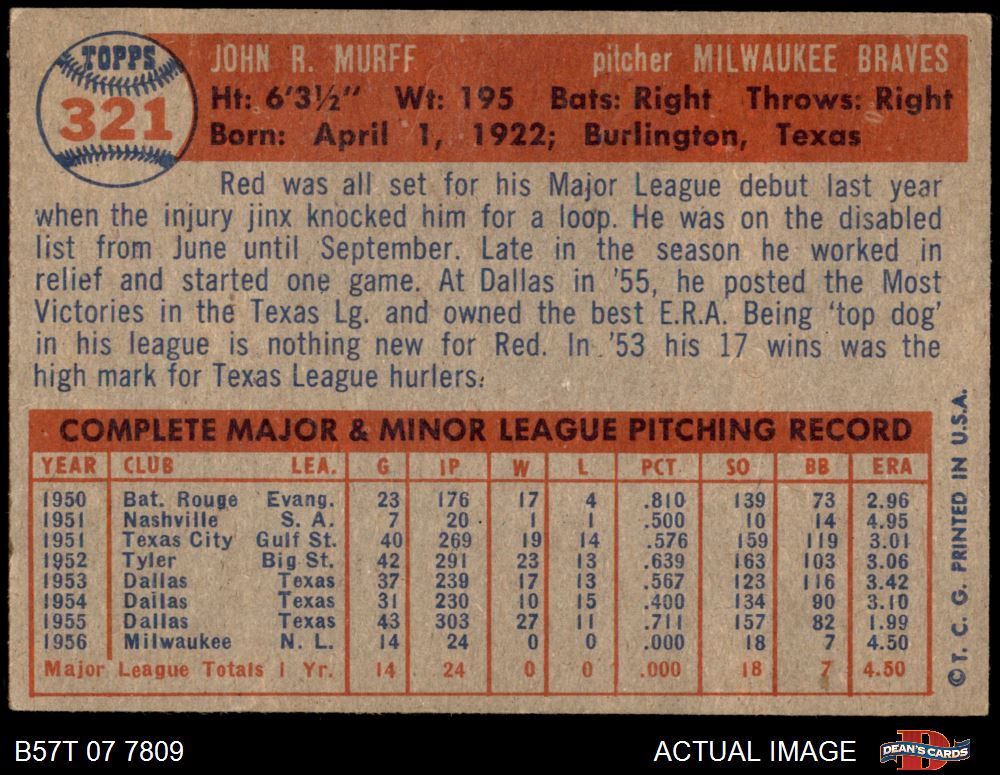 TOPPS
321
JOHN R. MURFF pitcher MILWAUKEE BRAVES
Ht: 6'3½" Wt: 195 Bats: Right Throws: Right
Born: April 1, 1922; Burlington, Texas
Red was all set for his Major League debut last year
when the injury jinx knocked him for a loop. He was on the disabled
list from June until September. Late in the season he worked in
relief and started one game. At Dallas in '55, he posted the Most
Victories in the Texas Lg. and owned the best E.R.A. Being 'top dog'
in his league is nothing new for Red. In '53 his 17 wins was the
high mark for Texas League hurlers.
COMPLETE MAJOR & MINOR LEAGUE PITCHING RECORD
YEAR CLUB LEA. G IP W L PCT. SO BB ERA
1950 Bat. Rouge Evang. 23 176 17 4 .810 139 73 2.96
1951 Nashville S. A. 7 20 1 1 .500 10 14 4.95
1951 Texas City Gulf St. 40 269 19 14 .576 159 119 3.01
1952 Tyler Big St. 42 291 23 13 .639 163 103 3.06
1953 Dallas Texas 37 239 17 13 .567 123 116 3.42
1954 Dallas Texas 31 230 10 15 .400 134 90 3.10
1955 Dallas Texas 43 303 27 11 .711 157 82 1.99
1956 Milwaukee N. L. 14 24 0 0 .000 18 7 4.50
Major League Totals 1 Yr. 14 24 0 0 .000 18 7 4.50
© T. C. G. PRINTED IN U.S.A.
B57T 07 7809 ACTUAL IMAGE DEAN'S CARDS